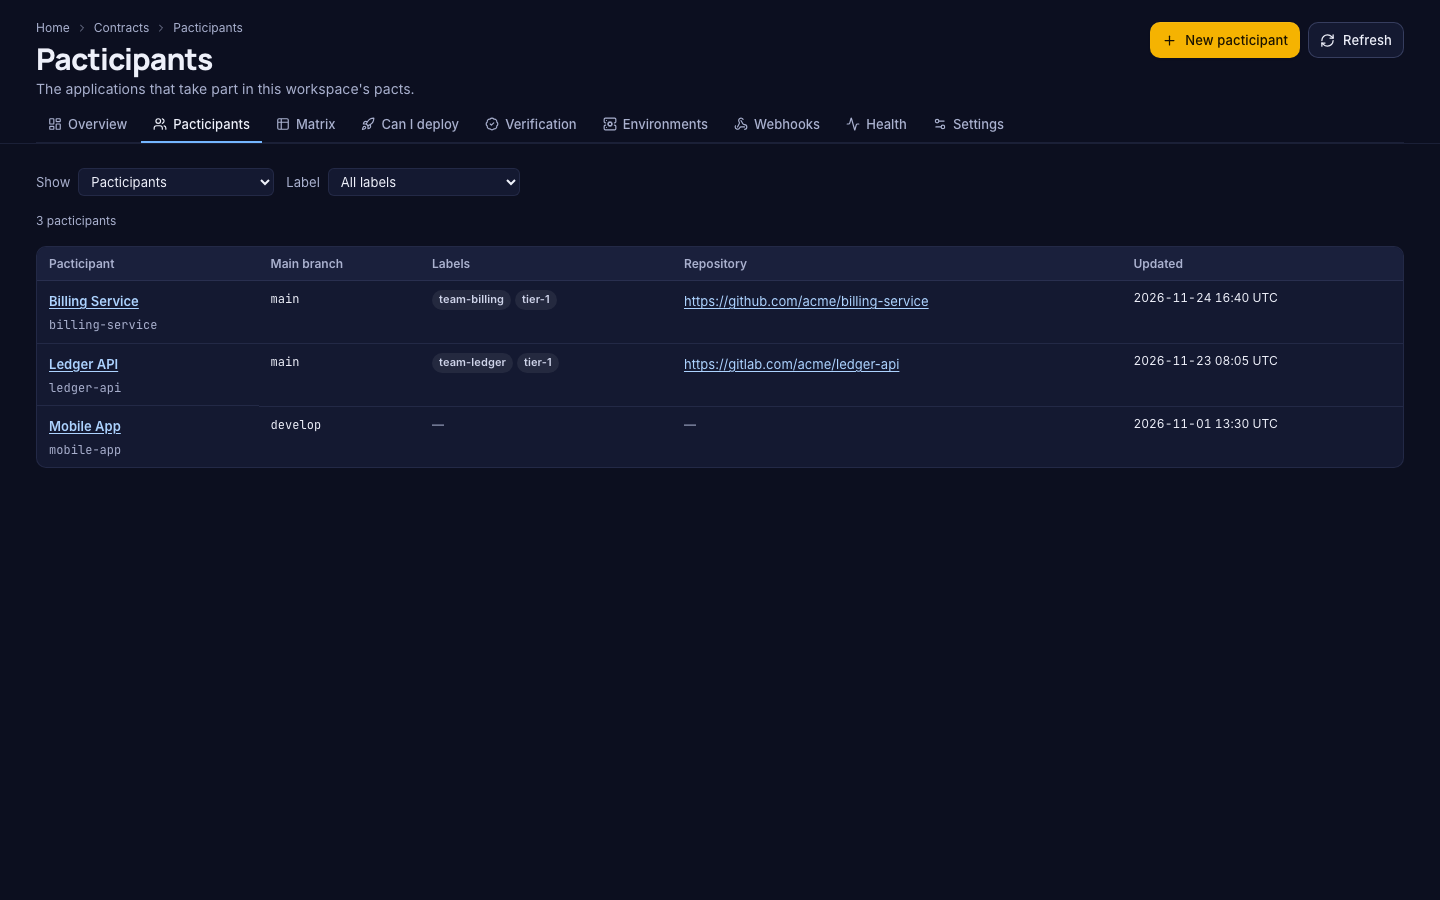 Home > Contracts > Pacticipants
Pacticipants
The applications that take part in this workspace's pacts.
New pacticipant
Refresh
Overview Pacticipants Matrix Can I deploy Verification Environments Webhooks Health Settings
Show Pacticipants Label All labels
3 pacticipants
Pacticipant Main branch Labels Repository Updated
Billing Service main team-billing tier-1 https://github.com/acme/billing-service 2026-11-24 16:40 UTC
billing-service
Ledger API main team-ledger tier-1 https://gitlab.com/acme/ledger-api 2026-11-23 08:05 UTC
ledger-api
Mobile App develop — — 2026-11-01 13:30 UTC
mobile-app